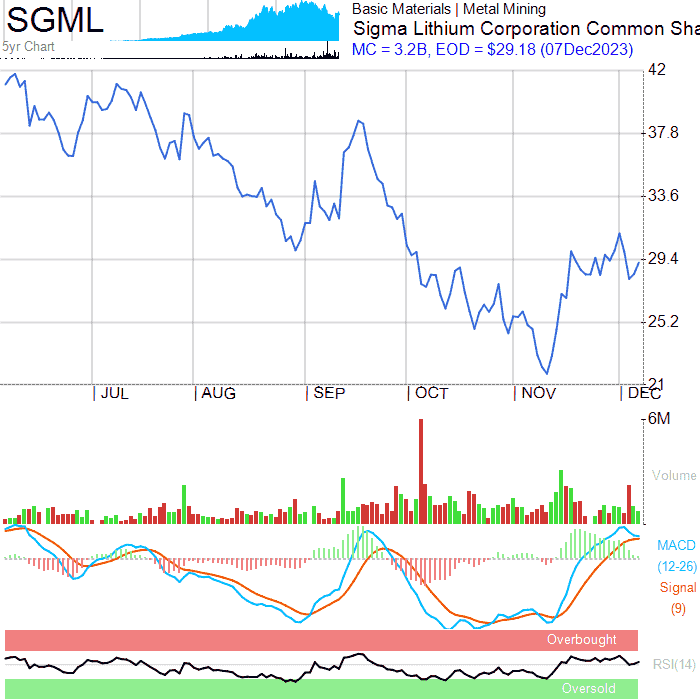 SGML
5yr Chart
Basic Materials | Metal Mining
Sigma Lithium Corporation Common Sha
MC = 3.2B, EOD = $29.18 (07Dec2023)
42
37.8
33.6
29.4
25.2
21
JUL AUG SEP OCT NOV DEC
6M
Volume
MACD
(12-26)
Signal
(9)
Overbought
RSI(14)
Oversold